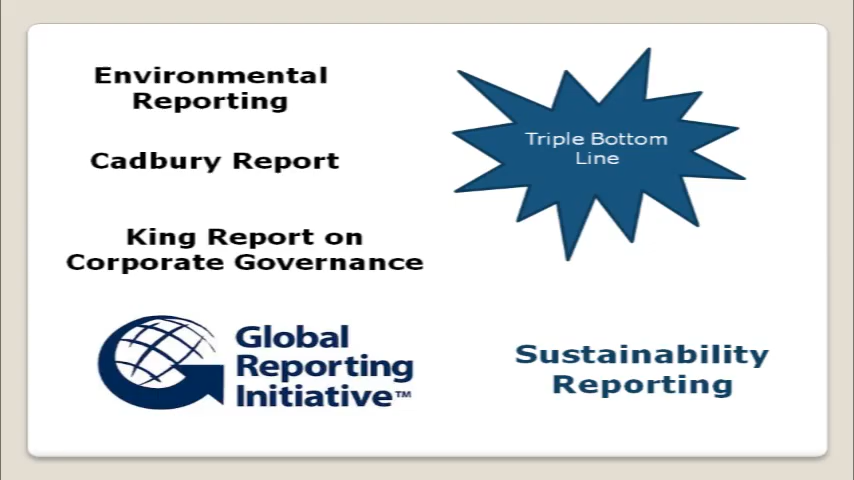 Environmental
Reporting
Cadbury Report
King Report on
Corporate Governance
Global
Reporting
Initiative™
Triple Bottom
Line
Sustainability
Reporting